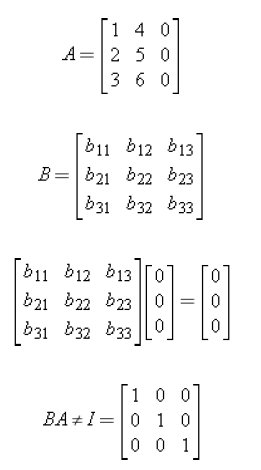 A = [1 4 0
2 5 0
3 6 0]
B = [b11 b12 b13
b21 b22 b23
b31 b32 b33]
[b11 b12 b13
b21 b22 b23
b31 b32 b33] [0
0
0] = [0
0
0]
BA ≠ I = [1 0 0
0 1 0
0 0 1]